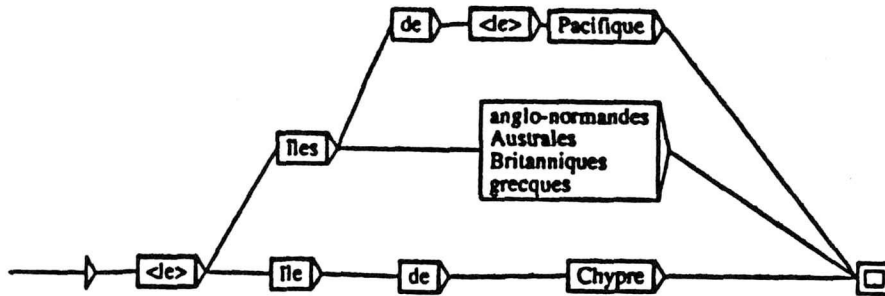 de <le> Pacifique
Iles
anglo-normandes
Australes
Britanniques
grecques
<le> Ile de Chypre